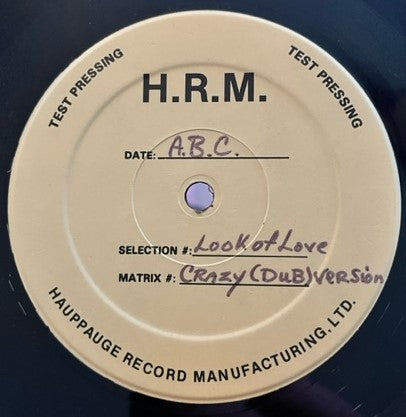 TEST PRESSING
TEST PRESSING
H.R.M.
DATE: A.B.C.
SELECTION #: Look of Love
MATRIX #: CRAZY (DUB) version
HAUPPAUGE RECORD MANUFACTURING, LTD.